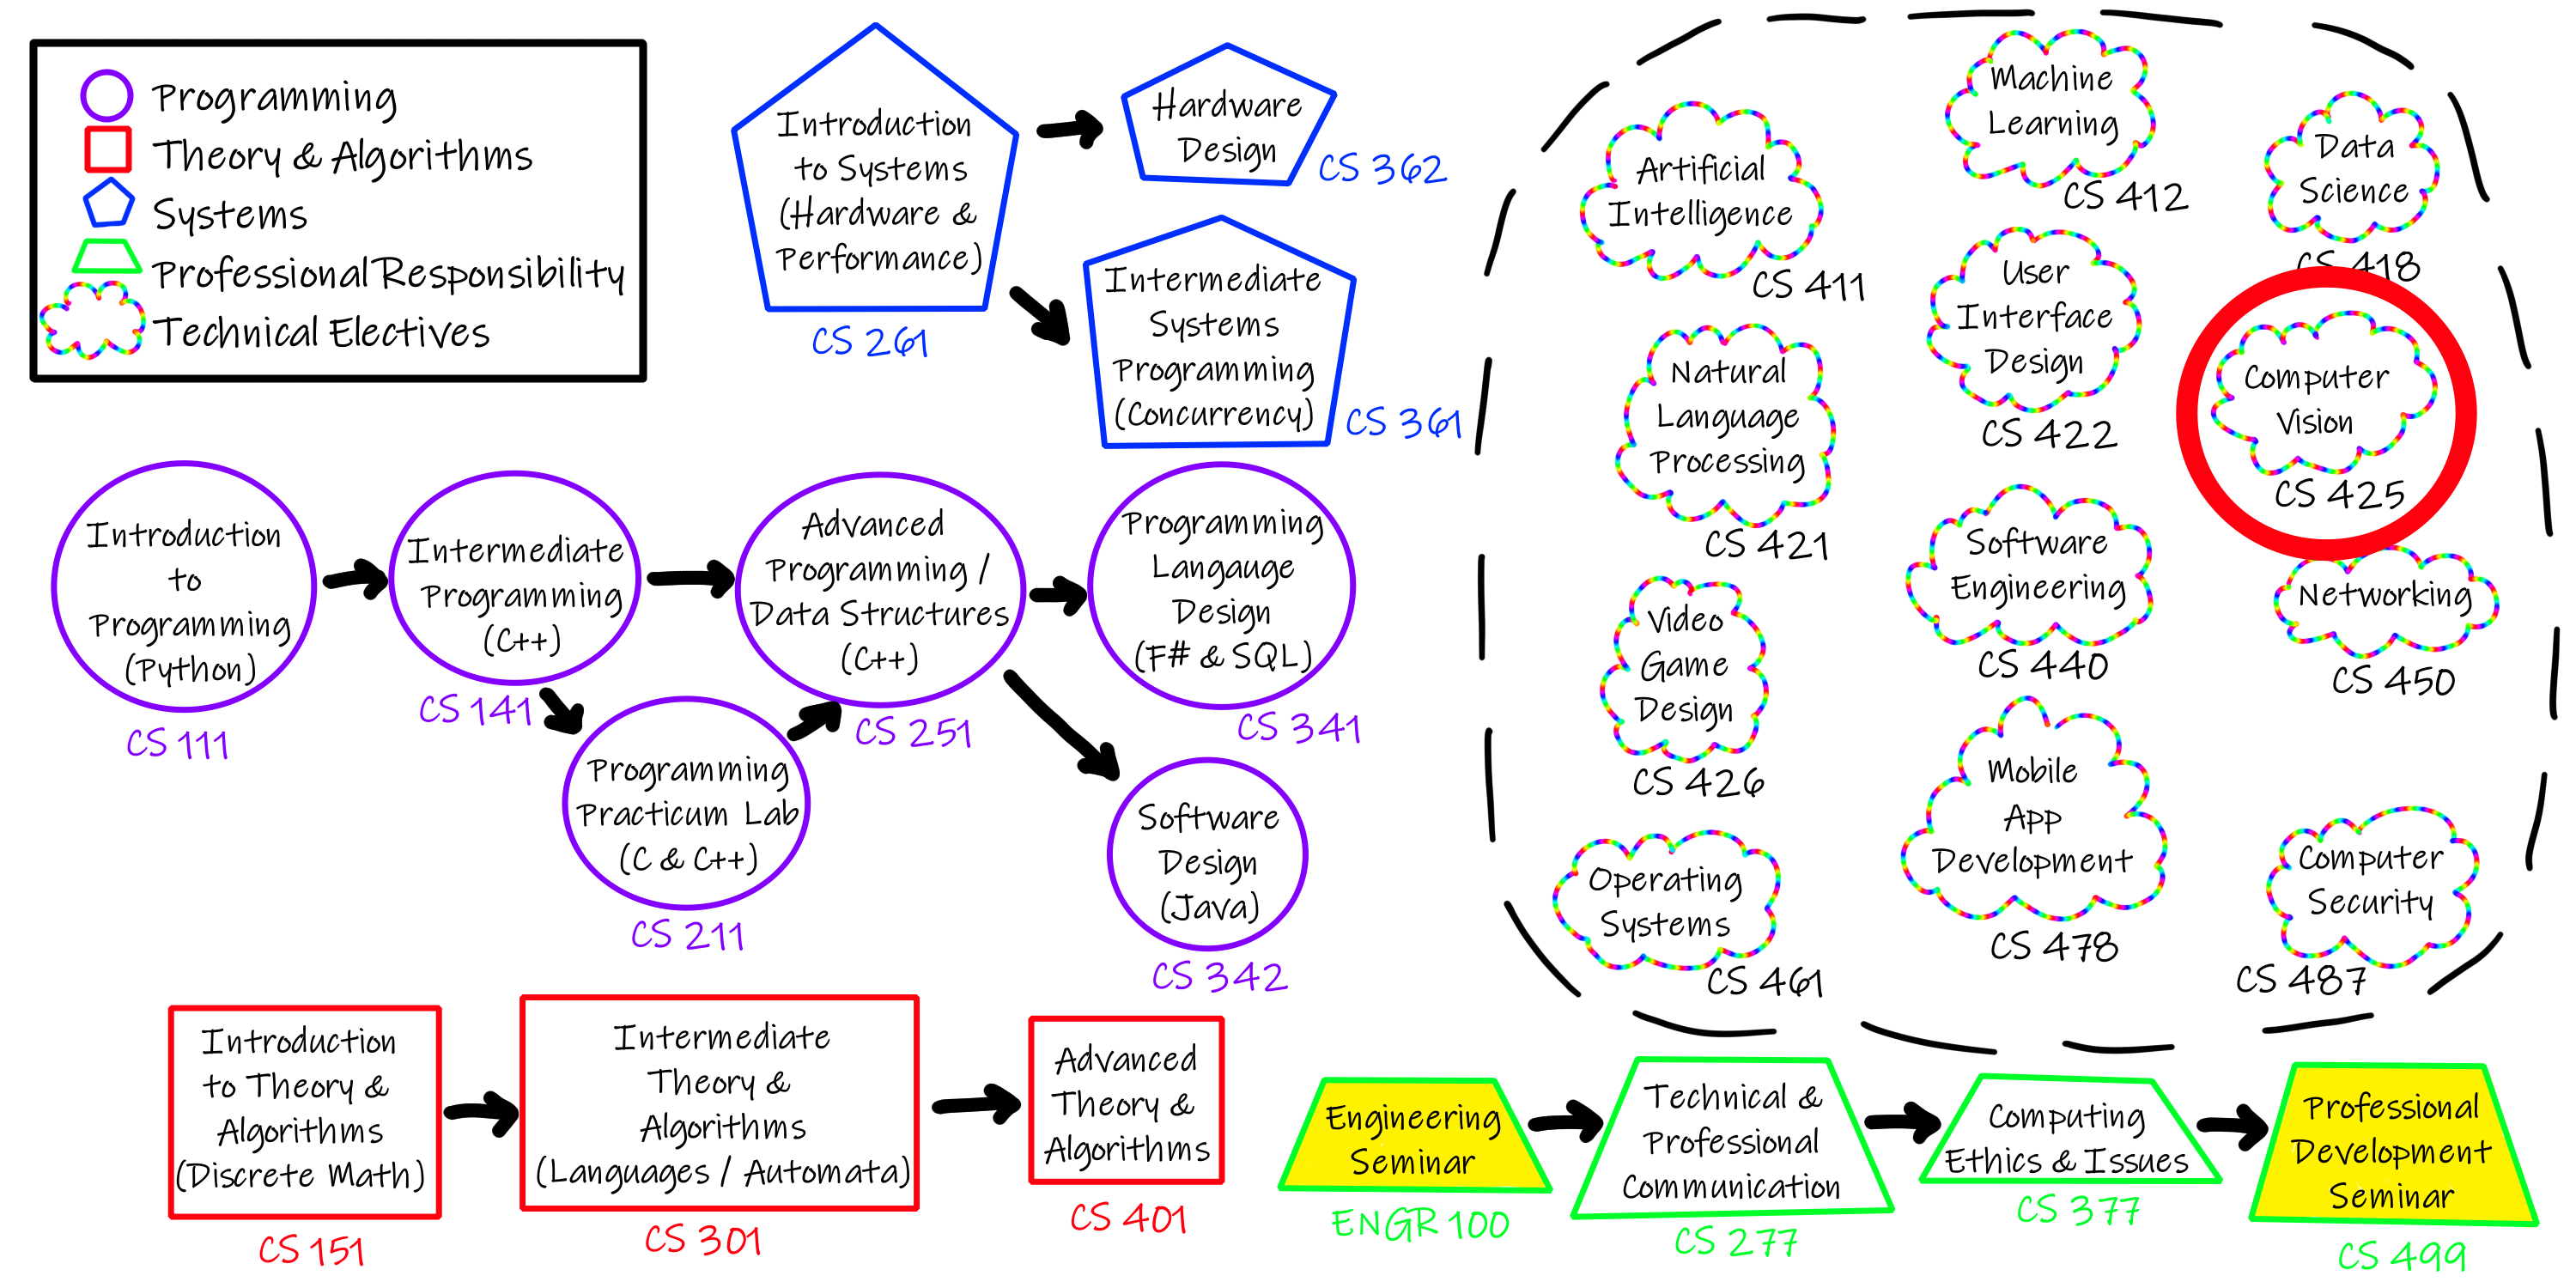 Programming
Theory & Algorithms
Systems
Professional Responsibility
Technical Electives
Introduction
to Systems
(Hardware &
Performance)
CS 261
Hardware
Design
CS 362
Intermediate
Systems
Programming
(Concurrency)
CS 361
Introduction
to
Programming
(Python)
CS 111
Intermediate
Programming
(C++)
CS 141
Programming
Practicum Lab
(C & C++)
CS 211
Advanced
Programming /
Data Structures
(C++)
CS 251
Programming
Langauge
Design
(F# & SQL)
CS 341
Software
Design
(Java)
CS 342
Introduction
to Theory &
Algorithms
(Discrete Math)
CS 151
Intermediate
Theory &
Algorithms
(Languages / Automata)
CS 301
Advanced
Theory &
Algorithms
CS 401
Artificial
Intelligence
CS 411
Machine
Learning
CS 412
Data
Science
CS 418
Natural
Language
Processing
CS 421
User
Interface
Design
CS 422
Computer
Vision
CS 425
Video
Game
Design
CS 426
Software
Engineering
CS 440
Networking
CS 450
Operating
Systems
CS 461
Mobile
App
Development
CS 478
Computer
Security
CS 487
Engineering
Seminar
ENGR 100
Technical &
Professional
Communication
CS 277
Computing
Ethics & Issues
CS 377
Professional
Development
Seminar
CS 499